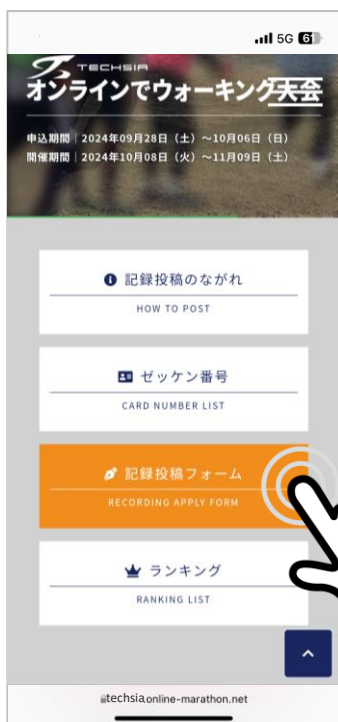 5G 61
TECHSIA
オンラインでウォーキング大会
申込期間｜2024年09月28日（土）～10月06日（日）
開催期間｜2024年10月08日（火）～11月09日（土）
記録投稿のながれ
HOW TO POST
ゼッケン番号
CARD NUMBER LIST
記録投稿フォーム
RECORDING APPLY FORM
ランキング
RANKING LIST
techsia.online-marathon.net